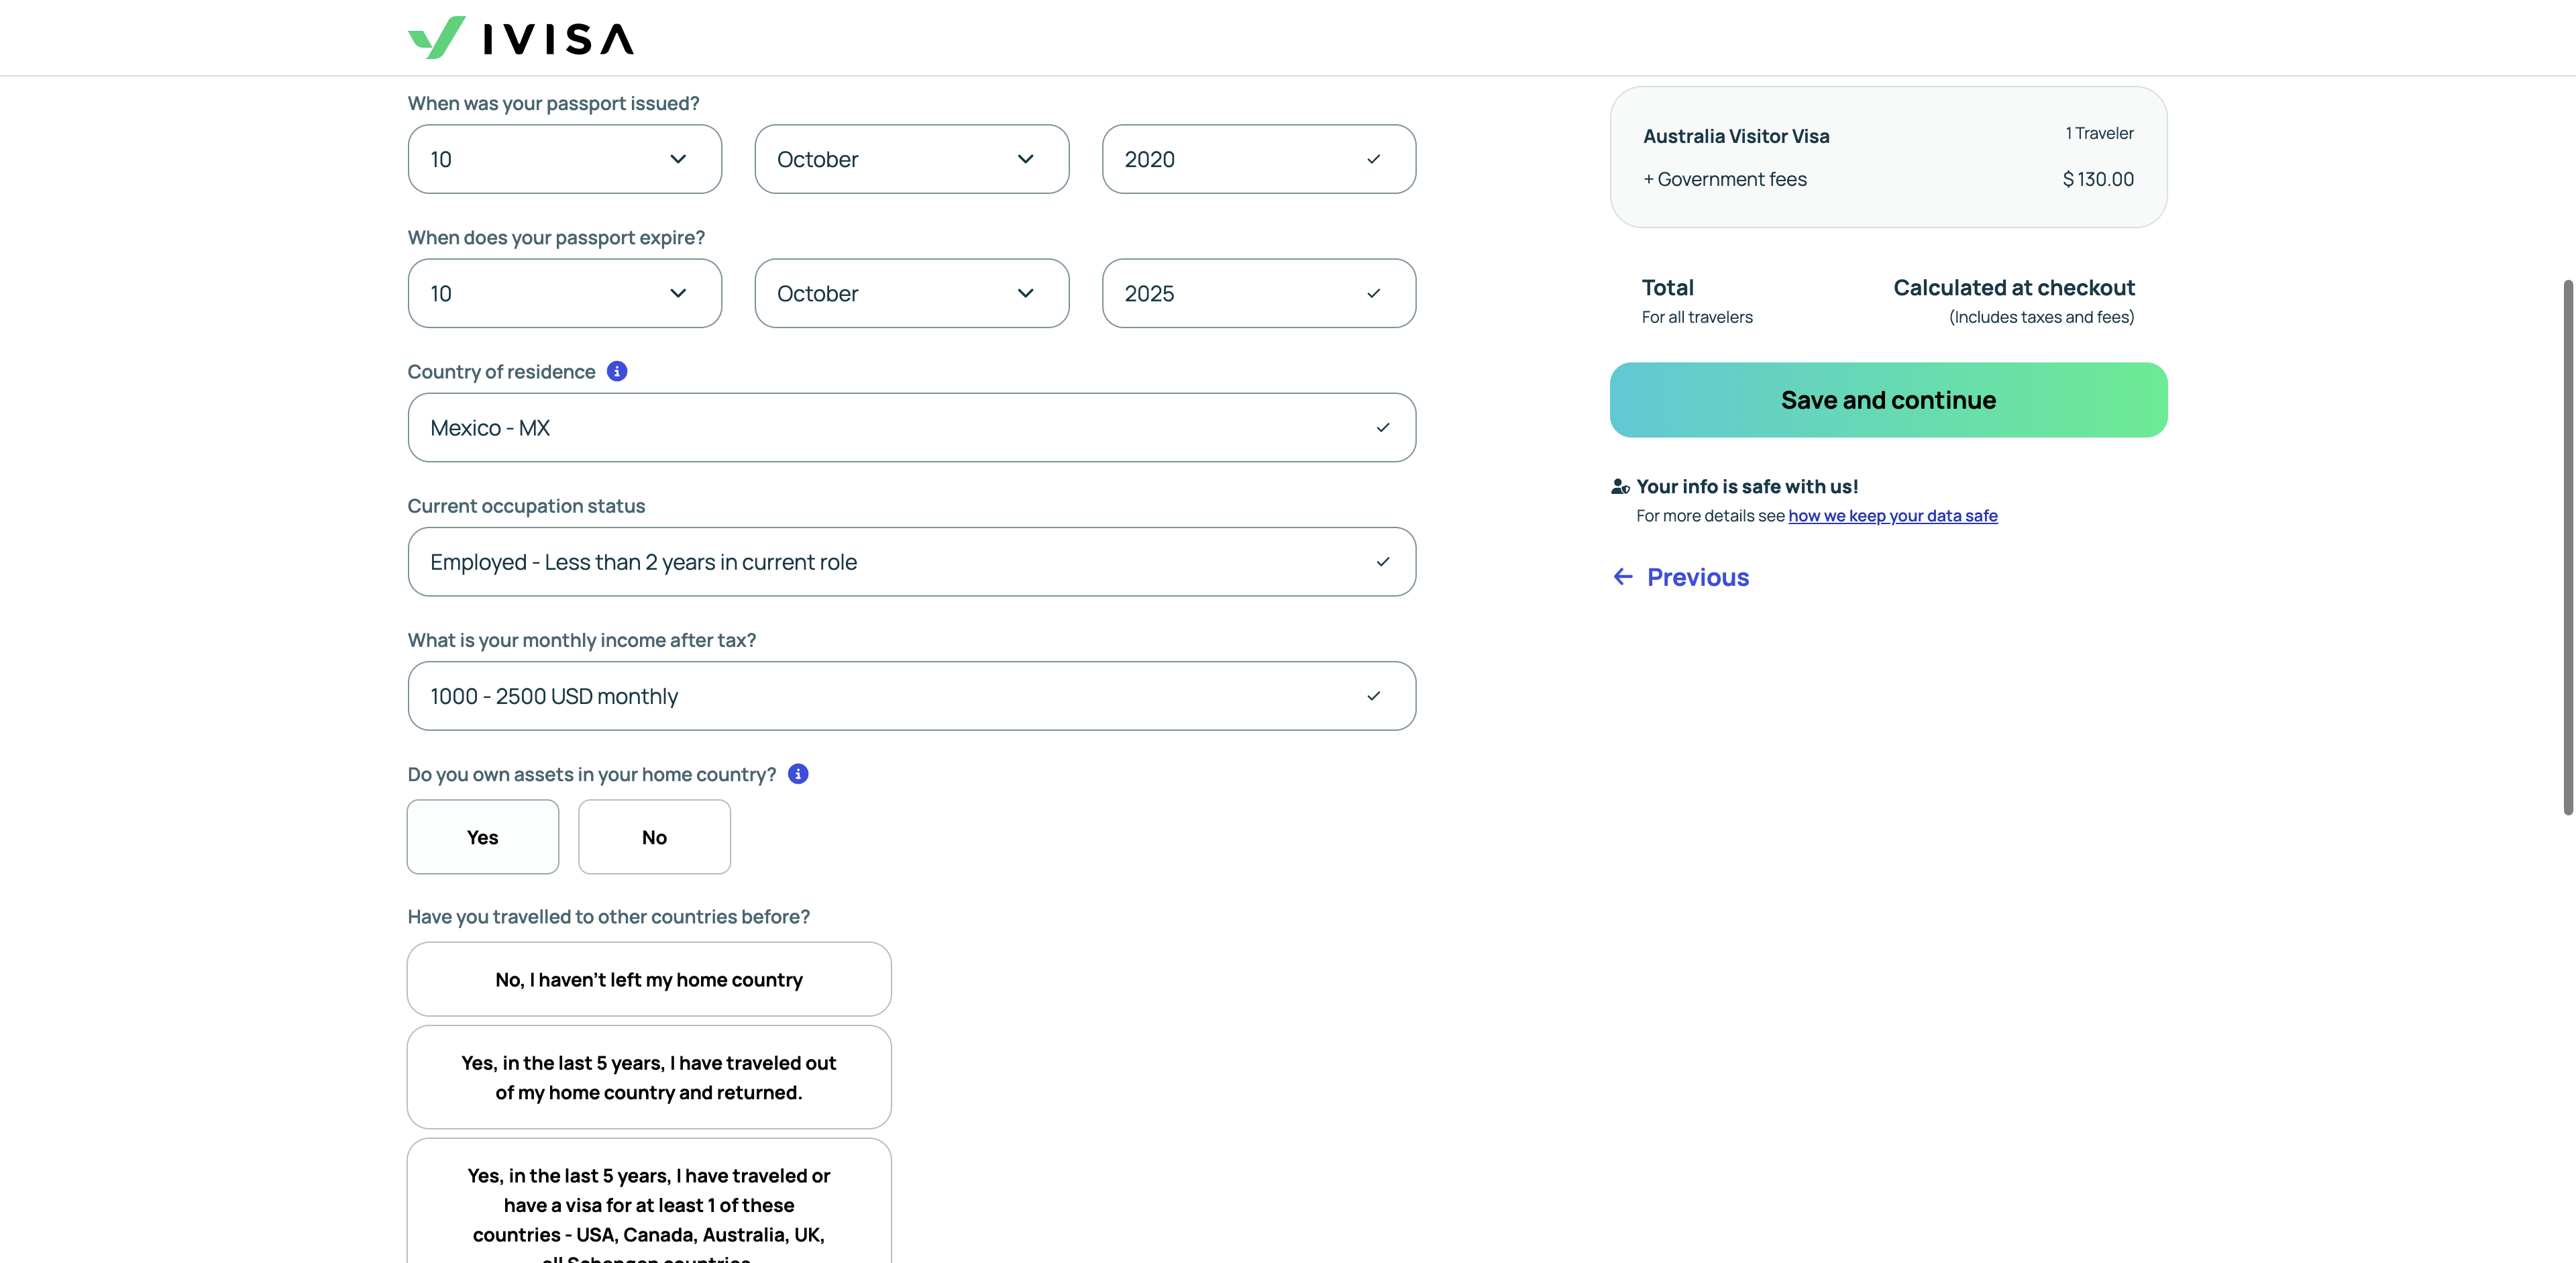 IVISA
When was your passport issued?
10 October 2020
When does your passport expire?
10 October 2025
Country of residence
Mexico - MX
Current occupation status
Employed - Less than 2 years in current role
What is your monthly income after tax?
1000 - 2500 USD monthly
Do you own assets in your home country?
Yes No
Have you travelled to other countries before?
No, I haven't left my home country
Yes, in the last 5 years, I have traveled out
of my home country and returned.
Yes, in the last 5 years, I have traveled or
have a visa for at least 1 of these
countries - USA, Canada, Australia, UK,
all Schengen countries
Australia Visitor Visa 1 Traveler
+ Government fees $ 130.00
Total Calculated at checkout
For all travelers (Includes taxes and fees)
Save and continue
Your info is safe with us!
For more details see how we keep your data safe
← Previous